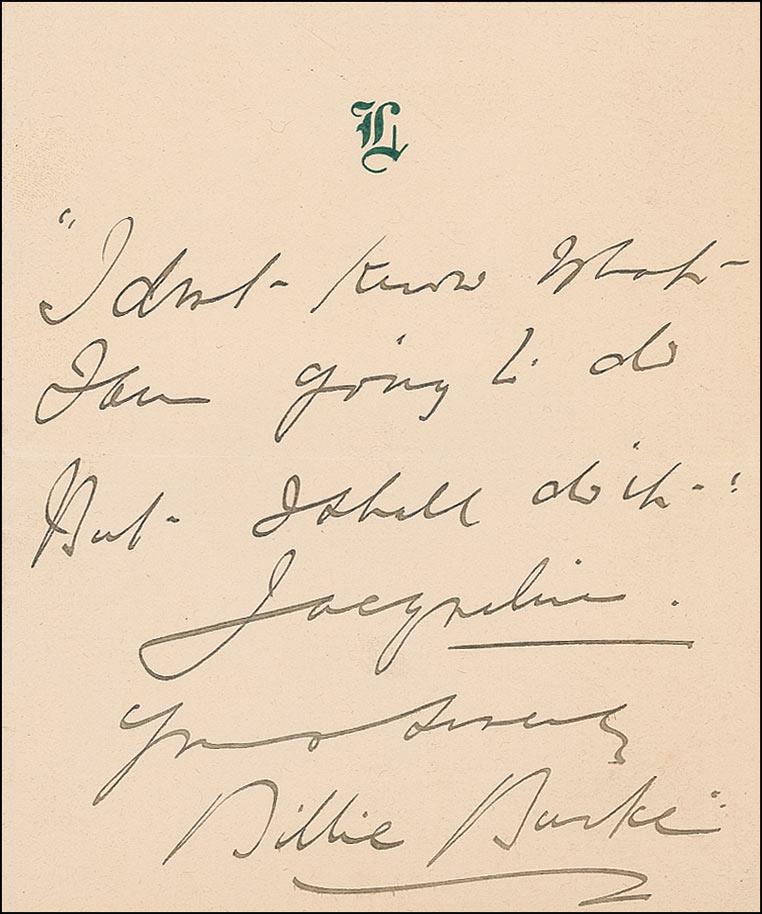 L
"I don't know what
I am going to do
But I shall do it":
Jacqueline.
Yours sincerely
Billie Burke